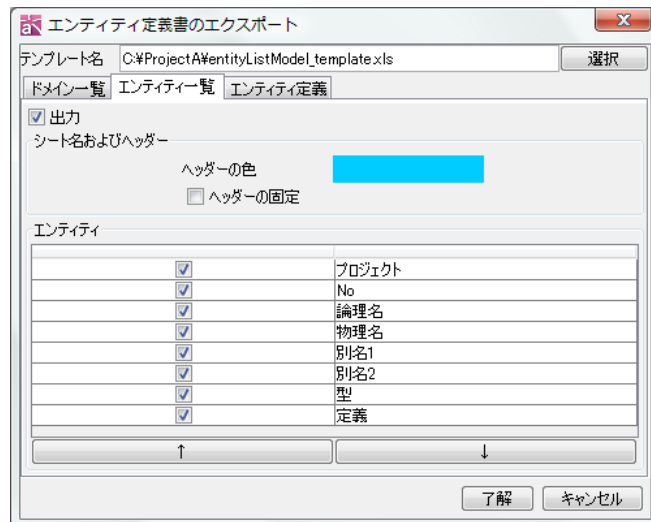 エンティティ定義書のエクスポート
テンプレート名 C:¥ProjectA¥entityListModel_template.xls 選択
ドメイン一覧 エンティティ一覧 エンティティ定義
出力
シート名およびヘッダー
ヘッダーの色
ヘッダーの固定
エンティティ
プロジェクト
No
論理名
物理名
別名1
別名2
型
定義
↑ ↓
了解 キャンセル